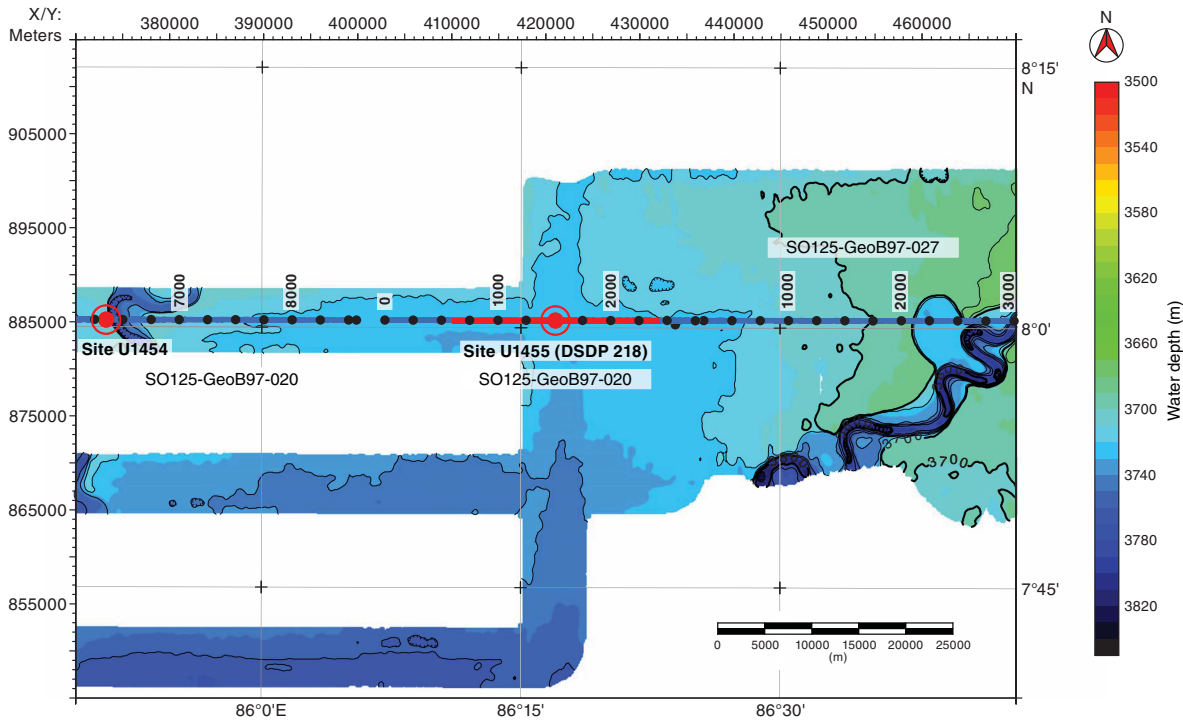 X/Y:
Meters
380000 390000 400000 410000 420000 430000 440000 450000 460000
N
8°15'
N
3500
3540
3580
3620
3660
3700
3740
3780
3820
Water depth (m)
905000
895000
885000
875000
865000
855000
SO125-GeoB97-027
7000 8000 0 1000 2000 1000 2000 3000
8°0'
Site U1454
Site U1455 (DSDP 218)
SO125-GeoB97-020
SO125-GeoB97-020
3700
3700
7°45'
0 5000 10000 15000 20000 25000
(m)
86°0'E 86°15' 86°30'